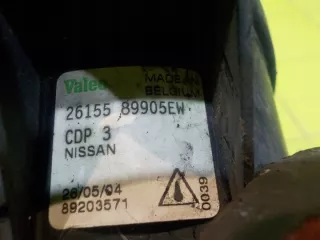 Valeo MADE IN
BELGIUM
26155 89905EW
CDP 3
NISSAN
28/05/04
89203571
0039